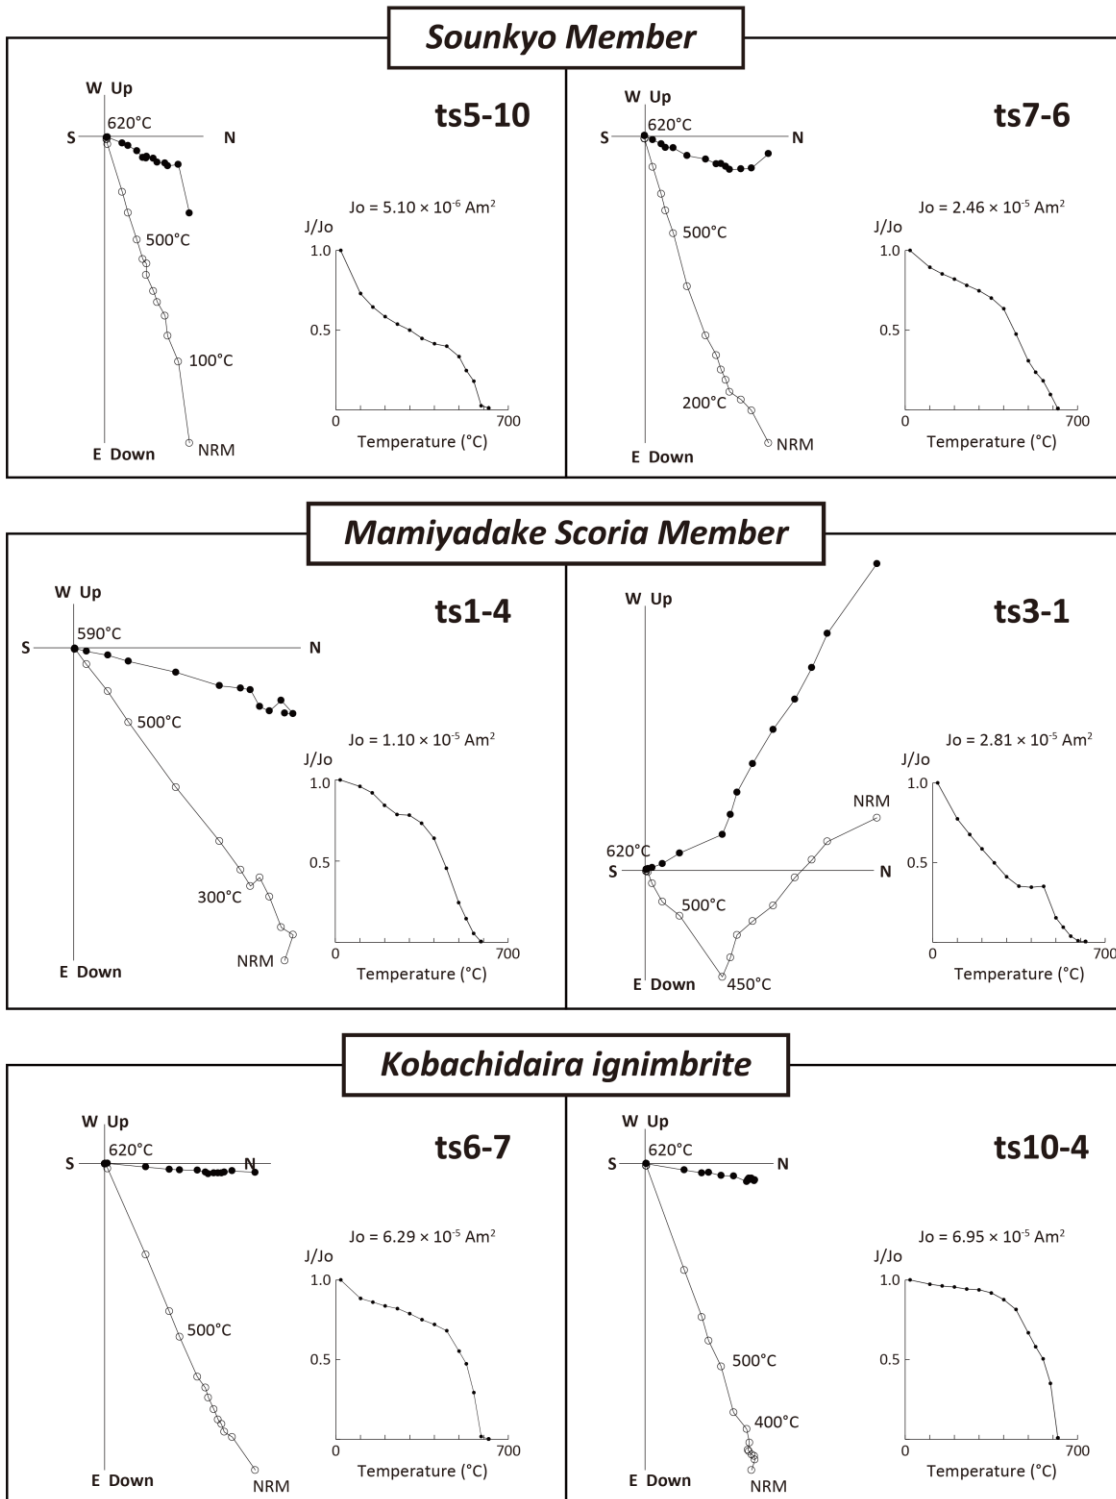 Sounkyo Member
W Up
ts5-10
620°C
S
N
Jo = 5.10 × 10⁻⁶ Am²
J/Jo
500°C
1.0
0.5
100°C
0
700
NRM
Temperature (°C)
E Down
W Up
ts7-6
620°C
S
N
Jo = 2.46 × 10⁻⁵ Am²
J/Jo
500°C
1.0
0.5
200°C
0
700
NRM
Temperature (°C)
E Down
Mamiyadake Scoria Member
W Up
ts1-4
590°C
S
N
500°C
Jo = 1.10 × 10⁻⁵ Am²
J/Jo
1.0
0.5
300°C
0
700
NRM
Temperature (°C)
E Down
W Up
ts3-1
Jo = 2.81 × 10⁻⁵ Am²
J/Jo
1.0
NRM
620°C
0.5
S
N
500°C
0
700
450°C
Temperature (°C)
E Down
Kobachidaira ignimbrite
W Up
ts6-7
620°C
S
N
Jo = 6.29 × 10⁻⁵ Am²
J/Jo
1.0
500°C
0.5
0
700
NRM
Temperature (°C)
E Down
W Up
ts10-4
620°C
S
N
Jo = 6.95 × 10⁻⁵ Am²
J/Jo
1.0
500°C
0.5
400°C
0
700
NRM
Temperature (°C)
E Down